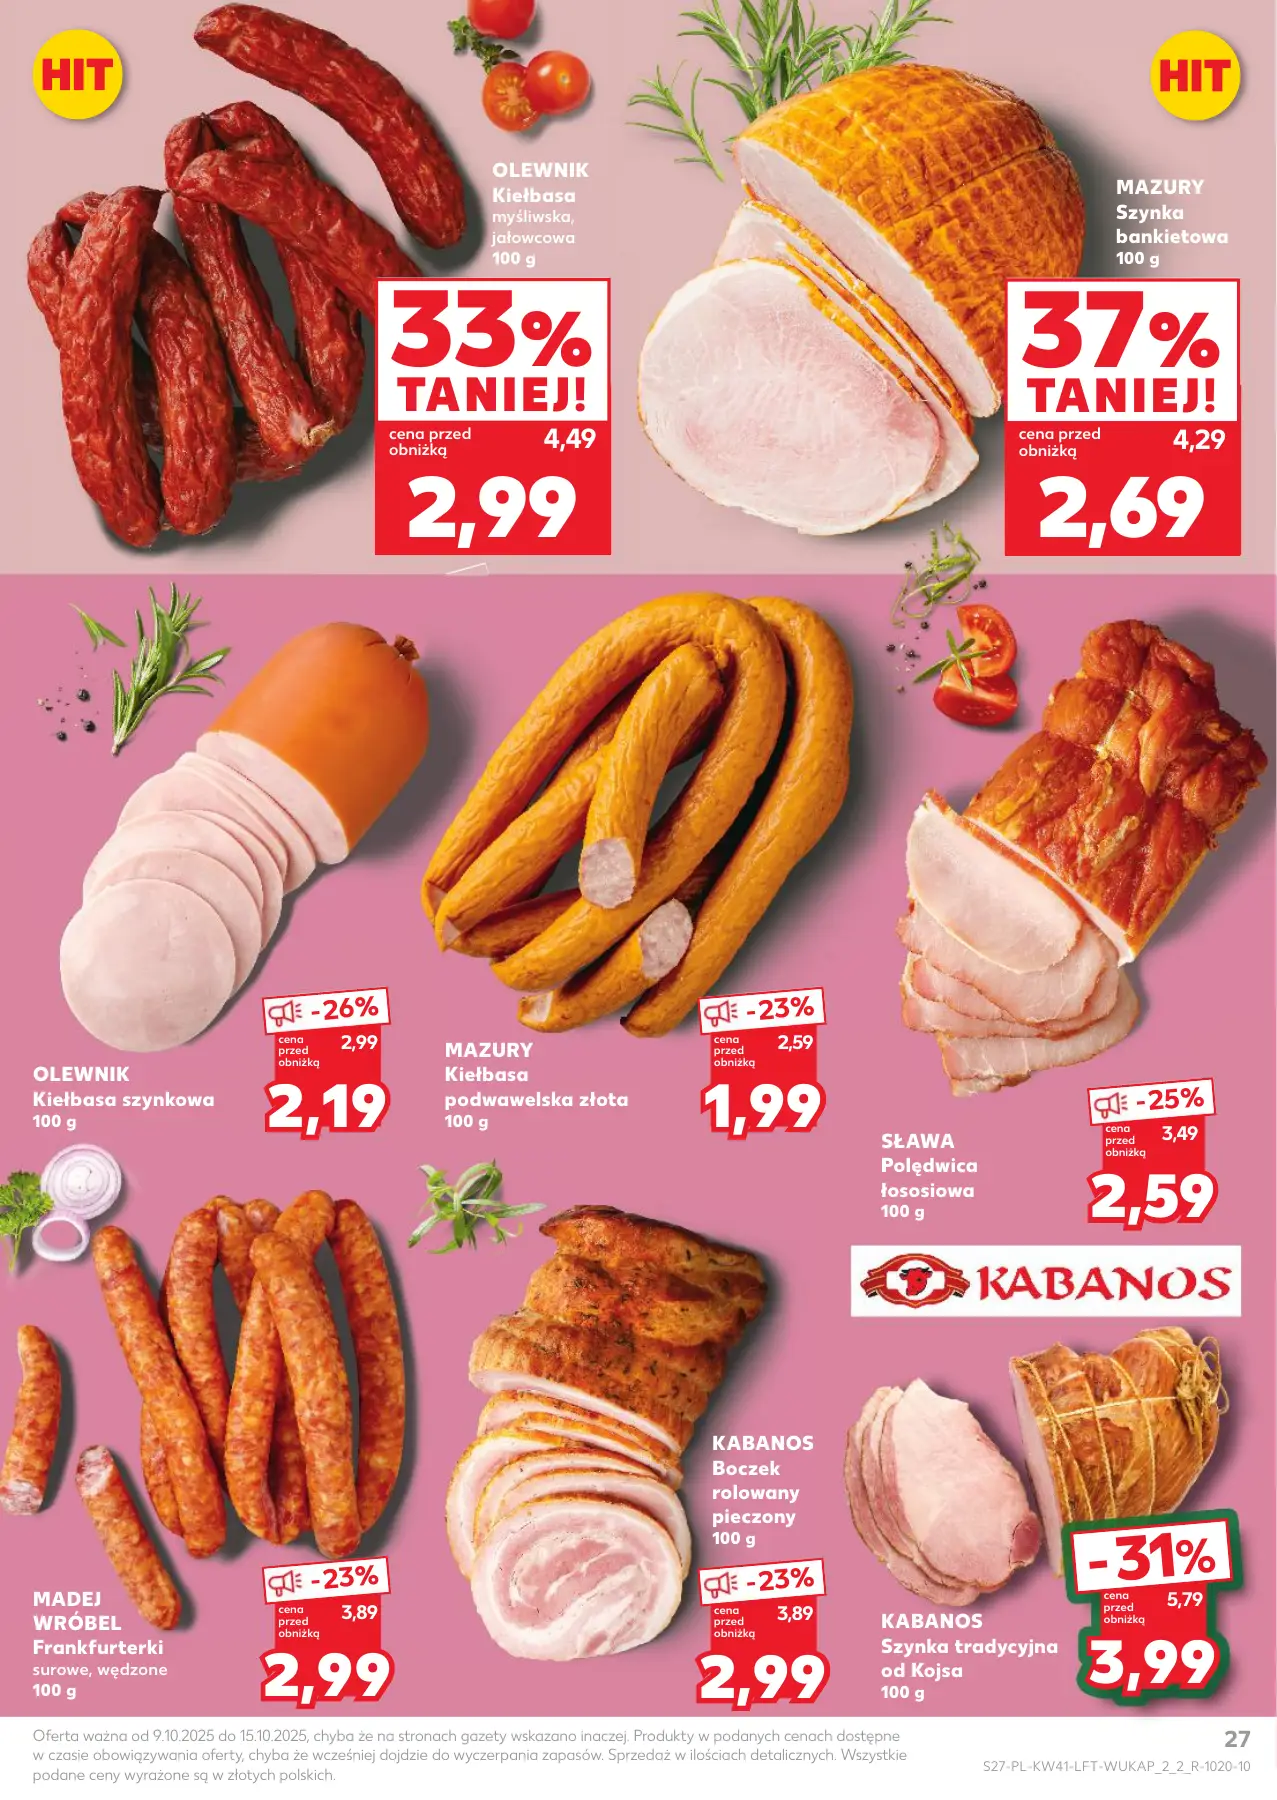 HIT
OLEWNIK
Kiełbasa
myśliwska,
jałowcowa
100 g
33%
TANIEJ!
cena przed
obniżką
4,49
2,99
HIT
MAZURY
Szynka
bankietowa
100 g
37%
TANIEJ!
cena przed
obniżką
4,29
2,69
OLEWNIK
Kiełbasa szynkowa
100 g
-26%
cena
przed
obniżką
2,99
2,19
MAZURY
Kiełbasa
podwawelska złota
100 g
-23%
cena
przed
obniżką
2,59
1,99
SŁAWA
Polędwica
łososiowa
100 g
-25%
cena
przed
obniżką
3,49
2,59
KABANOS
MADEJ
WRÓBEL
Frankfurterki
surowe, wędzone
100 g
-23%
cena
przed
obniżką
3,89
2,99
KABANOS
Boczek
rolowany
pieczony
100 g
-23%
cena
przed
obniżką
3,89
2,99
KABANOS
Szynka tradycyjna
od Kojsa
100 g
-31%
cena
przed
obniżką
5,79
3,99
Oferta ważna od 9.10.2025 do 15.10.2025, chyba że na stronach gazety wskazano inaczej. Produkty w podanych cenach dostępne
w czasie obowiązywania oferty, chyba że wcześniej dojdzie do wyczerpania zapasów. Sprzedaż w ilościach detalicznych. Wszystkie
podane ceny wyrażone są w złotych polskich.
27
S27-PL-KW41-LFT-WUKAP_2_2_R-1020-10